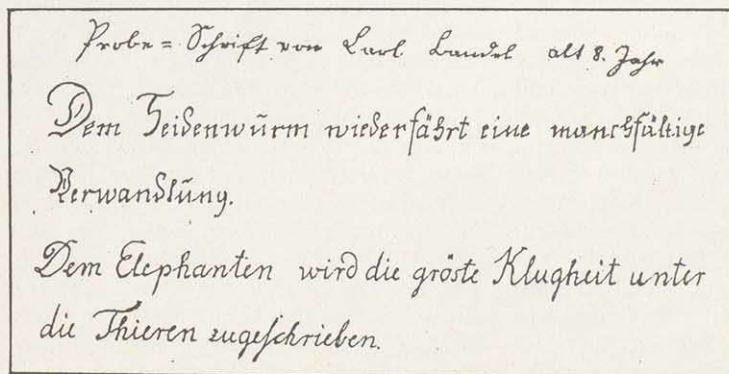 Probe = Schrift von Carl Bandel alt 8. Jahr
Dem Seidenwurm wiederfährt eine manchfältige
Verwandlung.
Dem Elephanten wird die gröste Klugheit unter
die Thieren zugeschrieben.